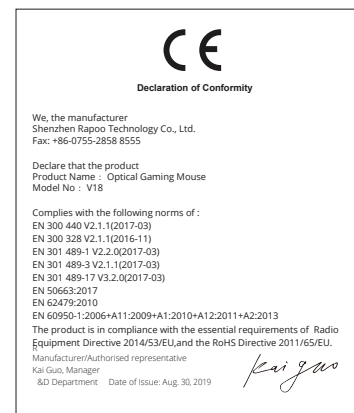 CE
Declaration of Conformity
We, the manufacturer
Shenzhen Rapoo Technology Co., Ltd.
Fax: +86-0755-2858 8555
Declare that the product
Product Name： Optical Gaming Mouse
Model No： V18
Complies with the following norms of :
EN 300 440 V2.1.1(2017-03)
EN 300 328 V2.1.1(2016-11)
EN 301 489-1 V2.2.0(2017-03)
EN 301 489-3 V2.1.1(2017-03)
EN 301 489-17 V3.2.0(2017-03)
EN 50663:2017
EN 62479:2010
EN 60950-1:2006+A11:2009+A1:2010+A12:2011+A2:2013
The product is in compliance with the essential requirements of Radio
Equipment Directive 2014/53/EU,and the RoHS Directive 2011/65/EU.
R
Manufacturer/Authorised representative
Kai Guo, Manager
&D Department Date of Issue: Aug. 30, 2019
Kai guo